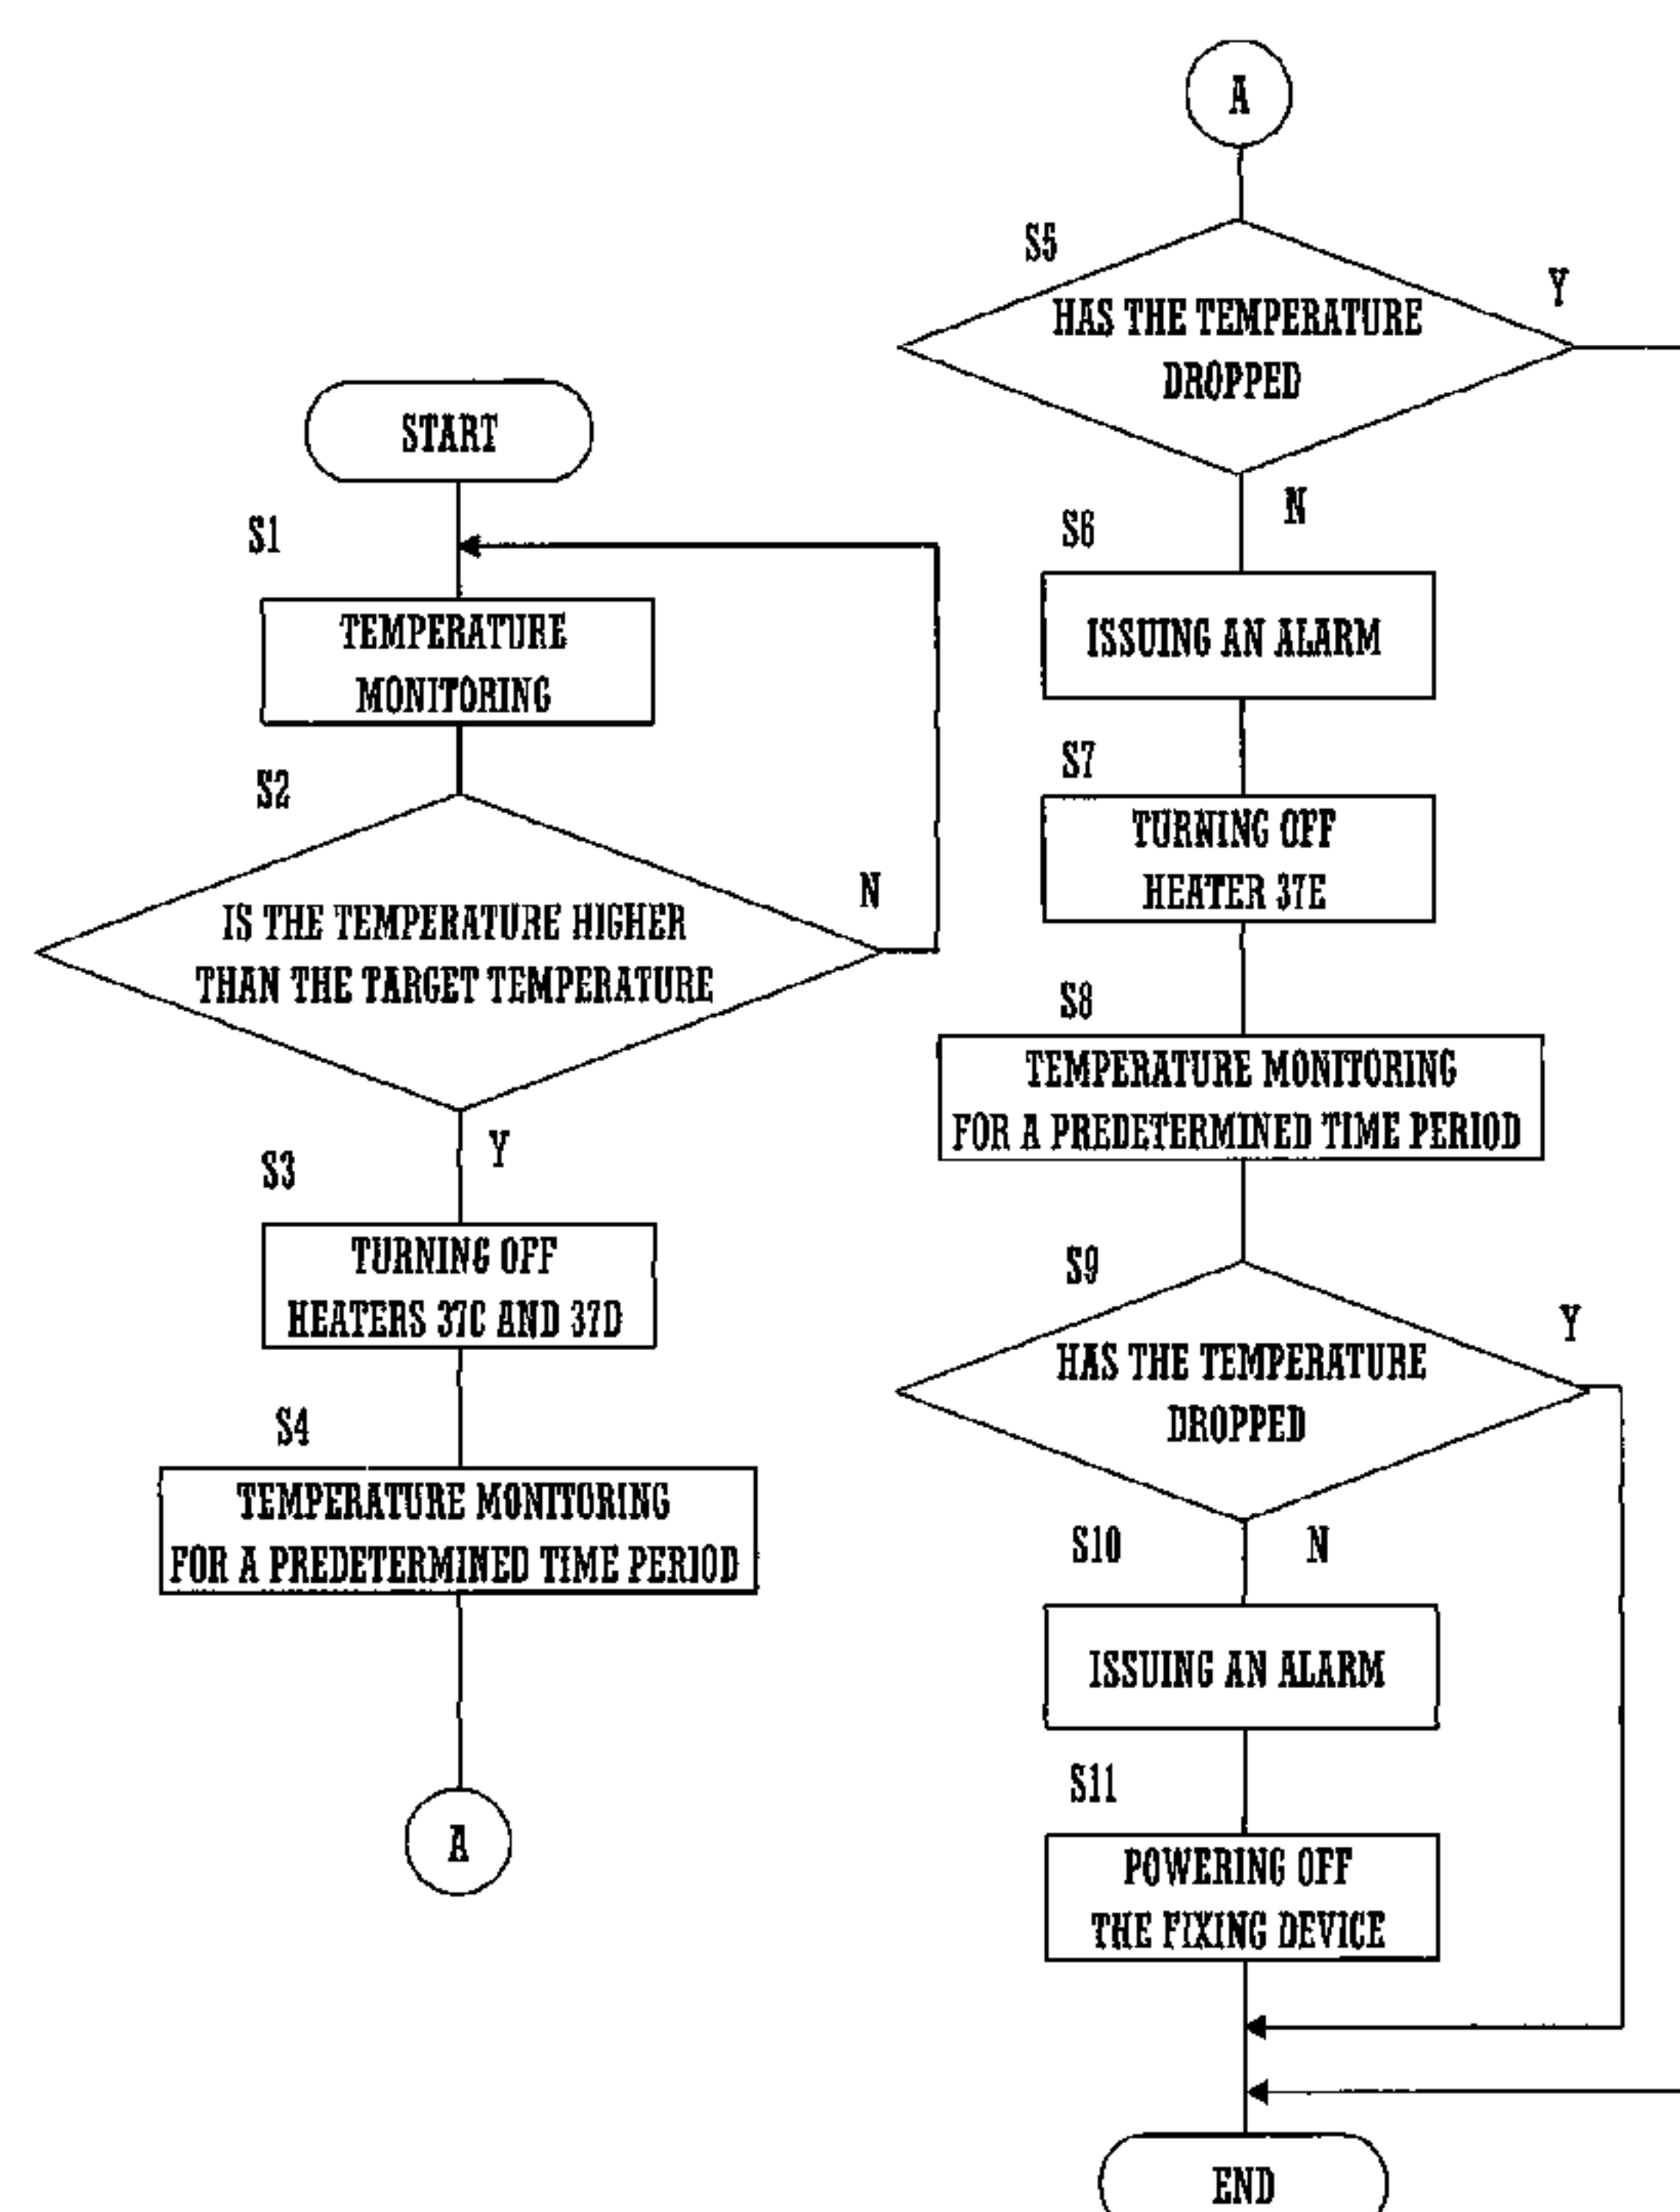 START
S1
TEMPERATURE
MONITORING
S2
IS THE TEMPERATURE HIGHER
THAN THE TARGET TEMPERATURE
N
Y
S3
TURNING OFF
HEATERS 37C AND 37D
S4
TEMPERATURE MONITORING
FOR A PREDETERMINED TIME PERIOD
A
A
S5
HAS THE TEMPERATURE
DROPPED
Y
N
S6
ISSUING AN ALARM
S7
TURNING OFF
HEATER 37E
S8
TEMPERATURE MONITORING
FOR A PREDETERMINED TIME PERIOD
S9
HAS THE TEMPERATURE
DROPPED
Y
N
S10
ISSUING AN ALARM
S11
POWERING OFF
THE FIXING DEVICE
END